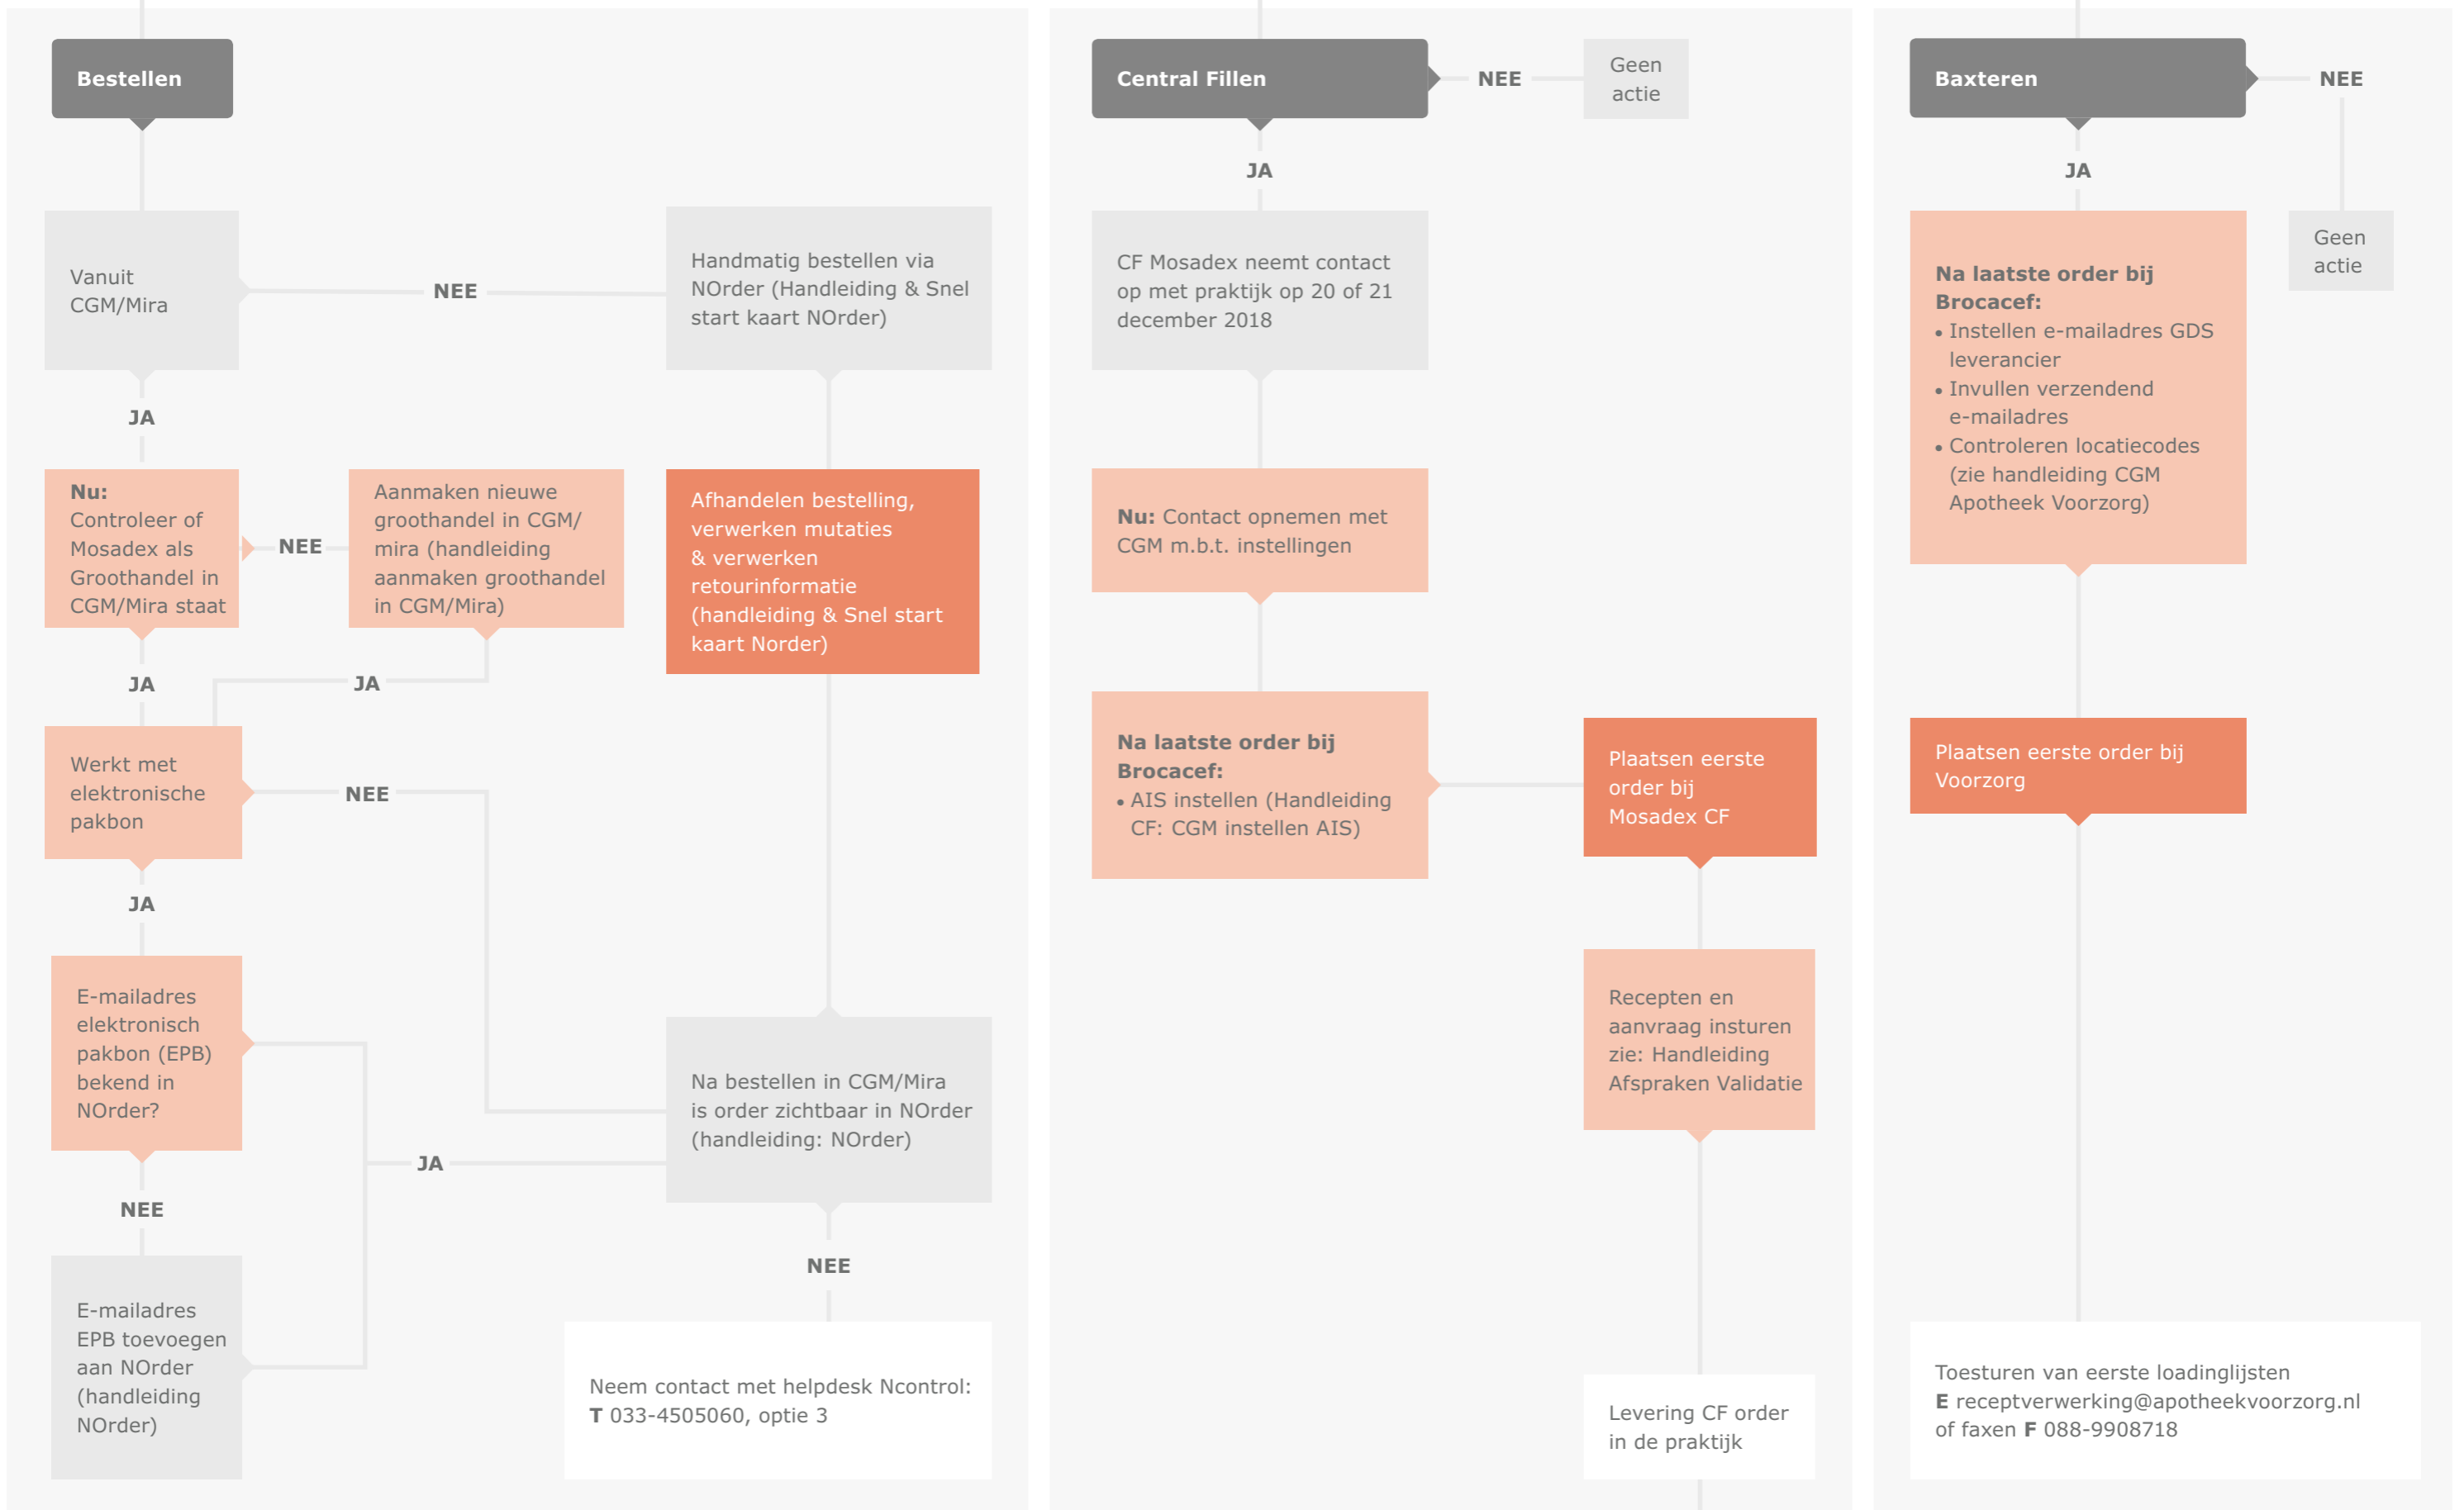 Bestellen
Vanuit
CGM/Mira
NEE
Handmatig bestellen via
NOrder (Handleiding & Snel
start kaart NOrder)
JA
Nu:
Controleer of
Mosadex als
Groothandel in
CGM/Mira staat
NEE
Aanmaken nieuwe
groothandel in CGM/
mira (handleiding
aanmaken groothandel
in CGM/Mira)
Afhandelen bestelling,
verwerken mutaties
& verwerken
retourinformatie
(handleiding & Snel start
kaart Norder)
JA
JA
Werkt met
elektronische
pakbon
NEE
JA
E-mailadres
elektronisch
pakbon (EPB)
bekend in
NOrder?
Na bestellen in CGM/Mira
is order zichtbaar in NOrder
(handleiding: NOrder)
JA
NEE
NEE
E-mailadres
EPB toevoegen
aan NOrder
(handleiding
NOrder)
Neem contact met helpdesk Ncontrol:
T 033-4505060, optie 3
Central Fillen
NEE
Geen
actie
JA
CF Mosadex neemt contact
op met praktijk op 20 of 21
december 2018
Nu: Contact opnemen met
CGM m.b.t. instellingen
Na laatste order bij
Brocacef:
• AIS instellen (Handleiding
CF: CGM instellen AIS)
Plaatsen eerste
order bij
Mosadex CF
Recepten en
aanvraag insturen
zie: Handleiding
Afspraken Validatie
Levering CF order
in de praktijk
Baxteren
NEE
JA
Geen
actie
Na laatste order bij
Brocacef:
• Instellen e-mailadres GDS
leverancier
• Invullen verzendend
e-mailadres
• Controleren locatiecodes
(zie handleiding CGM
Apotheek Voorzorg)
Plaatsen eerste order bij
Voorzorg
Toesturen van eerste loadinglijsten
E receptverwerking@apotheekvoorzorg.nl
of faxen F 088-9908718